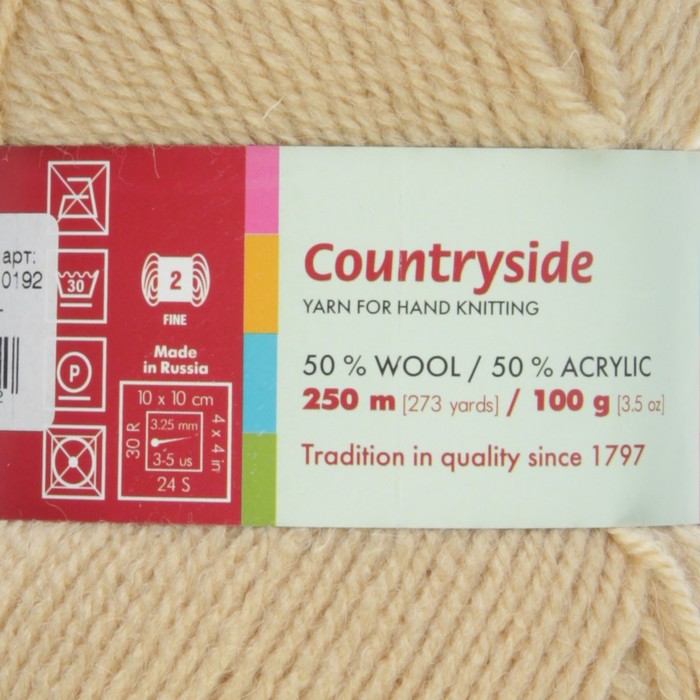 арт:
0192
30
P
2
FINE
Made
in Russia
10 x 10 cm
30 R
3.25 mm
3-5 us
4 x 4 in
24 S
Countryside
YARN FOR HAND KNITTING
50 % WOOL / 50 % ACRYLIC
250 m [273 yards] / 100 g [3.5 oz]
Tradition in quality since 1797